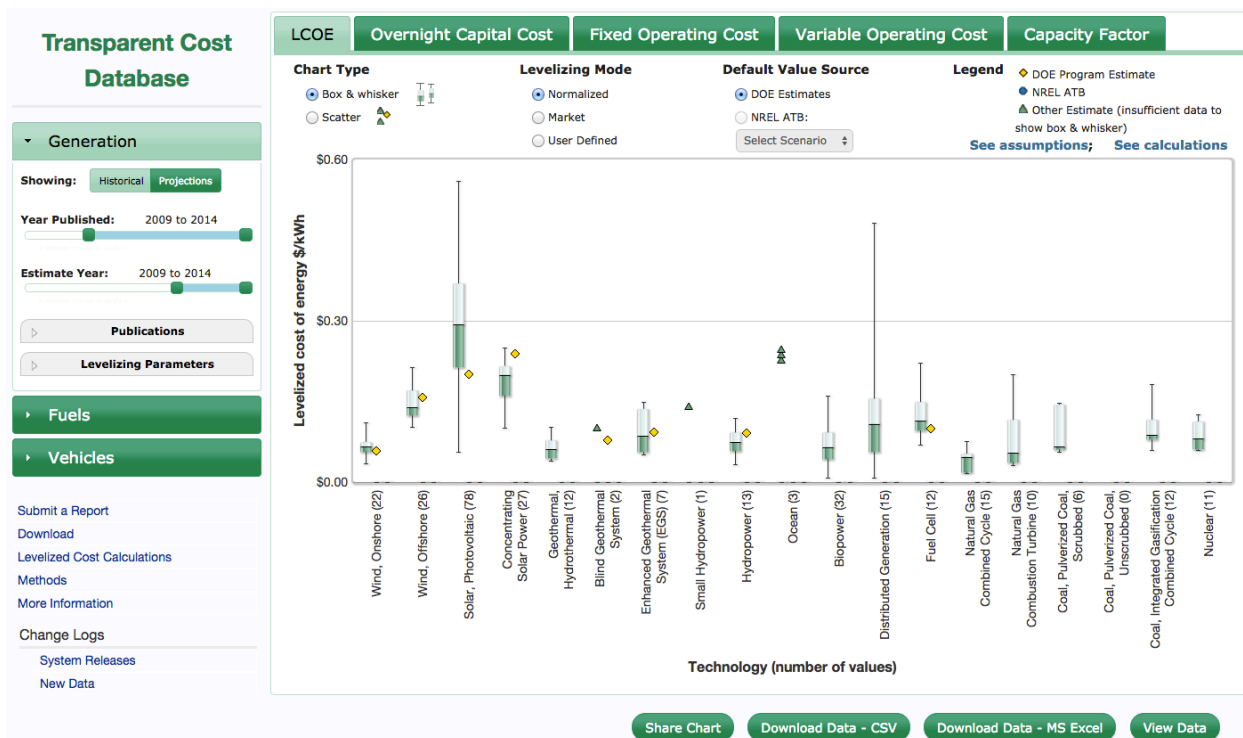 Transparent Cost
Database
Generation
Showing: Historical Projections
Year Published: 2009 to 2014
Estimate Year: 2009 to 2014
Publications
Levelizing Parameters
Fuels
Vehicles
Submit a Report
Download
Levelized Cost Calculations
Methods
More Information
Change Logs
System Releases
New Data
LCOE
Overnight Capital Cost
Fixed Operating Cost
Variable Operating Cost
Capacity Factor
Chart Type
Box & whisker
Scatter
Levelizing Mode
Normalized
Market
User Defined
Default Value Source
DOE Estimates
NREL ATB:
Select Scenario
Legend
DOE Program Estimate
NREL ATB
Other Estimate (insufficient data to
show box & whisker)
See assumptions; See calculations
Levelized cost of energy $/kWh
$0.60
$0.30
$0.00
Wind, Onshore (22)
Wind, Offshore (26)
Solar, Photovoltaic (78)
Concentrating
Solar Power (27)
Geothermal,
Hydrothermal (12)
Blind Geothermal
System (2)
Enhanced Geothermal
System (EGS) (7)
Small Hydropower (1)
Hydropower (13)
Ocean (3)
Biopower (32)
Distributed Generation (15)
Fuel Cell (12)
Natural Gas
Combined Cycle (15)
Natural Gas
Combustion Turbine (10)
Coal, Pulverized Coal,
Scrubbed (6)
Coal, Pulverized Coal,
Unscrubbed (0)
Coal, Integrated Gasification
Combined Cycle (12)
Nuclear (11)
Technology (number of values)
Share Chart
Download Data - CSV
Download Data - MS Excel
View Data